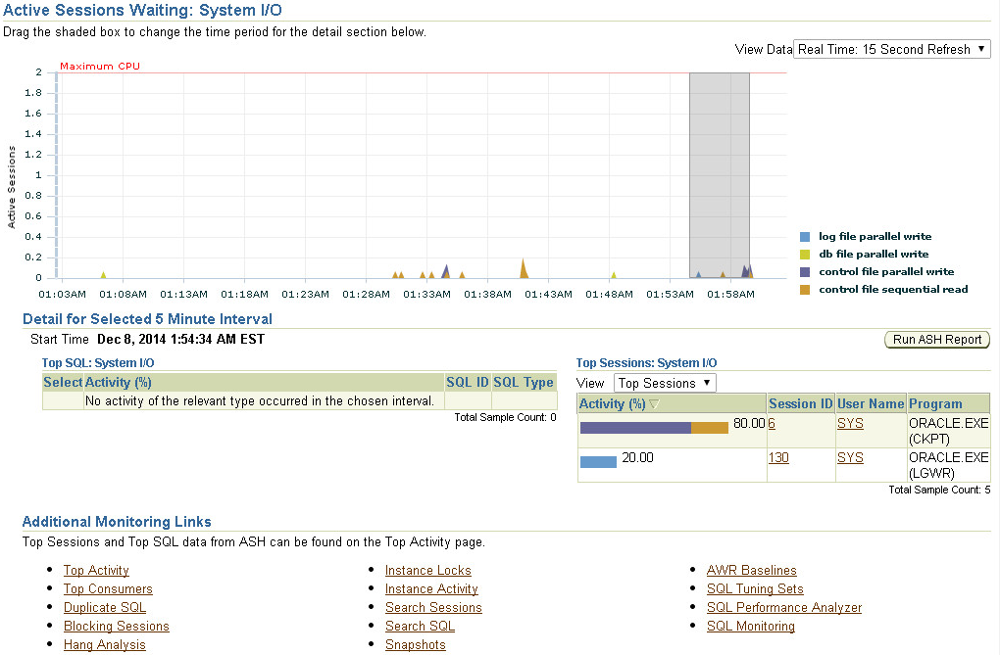 Active Sessions Waiting: System I/O
Drag the shaded box to change the time period for the detail section below.
View Data Real Time: 15 Second Refresh ▼
Maximum CPU
2
1.8
1.6
1.4
1.2
1
0.8
0.6
0.4
0.2
0
Active Sessions
01:03AM 01:08AM 01:13AM 01:18AM 01:23AM 01:28AM 01:33AM 01:38AM 01:43AM 01:48AM 01:53AM 01:58AM
log file parallel write
db file parallel write
control file parallel write
control file sequential read
Detail for Selected 5 Minute Interval
Start Time Dec 8, 2014 1:54:34 AM EST
Run ASH Report
Top SQL: System I/O
Select Activity (%) SQL ID SQL Type
No activity of the relevant type occurred in the chosen interval.
Total Sample Count: 0
Top Sessions: System I/O
View Top Sessions ▼
Activity (%) Session ID User Name Program
80.00 6 SYS ORACLE.EXE
(CKPT)
20.00 130 SYS ORACLE.EXE
(LGWR)
Total Sample Count: 5
Additional Monitoring Links
Top Sessions and Top SQL data from ASH can be found on the Top Activity page.
• Top Activity
• Top Consumers
• Duplicate SQL
• Blocking Sessions
• Hang Analysis
• Instance Locks
• Instance Activity
• Search Sessions
• Search SQL
• Snapshots
• AWR Baselines
• SQL Tuning Sets
• SQL Performance Analyzer
• SQL Monitoring